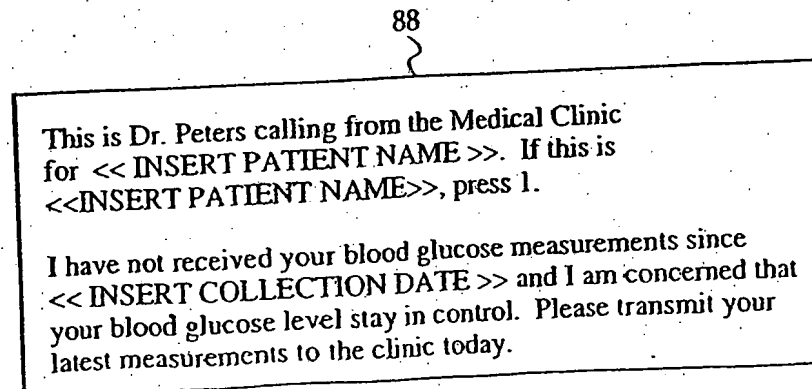 88
This is Dr. Peters calling from the Medical Clinic
for << INSERT PATIENT NAME >>. If this is
<<INSERT PATIENT NAME>>, press 1.
I have not received your blood glucose measurements since
<< INSERT COLLECTION DATE >> and I am concerned that
your blood glucose level stay in control. Please transmit your
latest measurements to the clinic today.